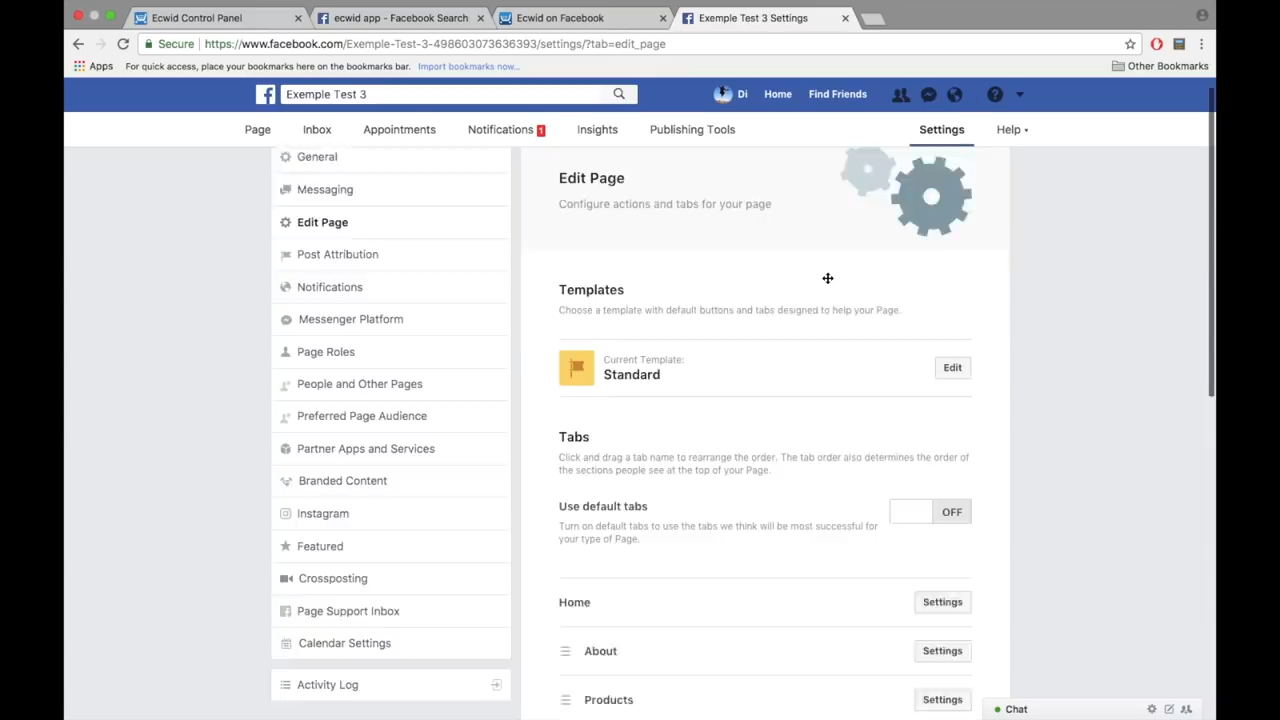 Ecwid Control Panel
ecwid app - Facebook Search
Ecwid on Facebook
Exemple Test 3 Settings
Secure
https://www.facebook.com/Exemple-Test-3-498603073636393/settings/?tab=edit_page
Apps
For quick access, place your bookmarks here on the bookmarks bar. Import bookmarks now...
Other Bookmarks
Exemple Test 3
Di
Home
Find Friends
Page
Inbox
Appointments
Notifications 1
Insights
Publishing Tools
Settings
Help
General
Messaging
Edit Page
Post Attribution
Notifications
Messenger Platform
Page Roles
People and Other Pages
Preferred Page Audience
Partner Apps and Services
Branded Content
Instagram
Featured
Crossposting
Page Support Inbox
Calendar Settings
Activity Log
Edit Page
Configure actions and tabs for your page
Templates
Choose a template with default buttons and tabs designed to help your Page.
Current Template:
Standard
Edit
Tabs
Click and drag a tab name to rearrange the order. The tab order also determines the order of
the sections people see at the top of your Page.
Use default tabs
OFF
Turn on default tabs to use the tabs we think will be most successful for
your type of Page.
Home
Settings
About
Settings
Products
Settings
Chat